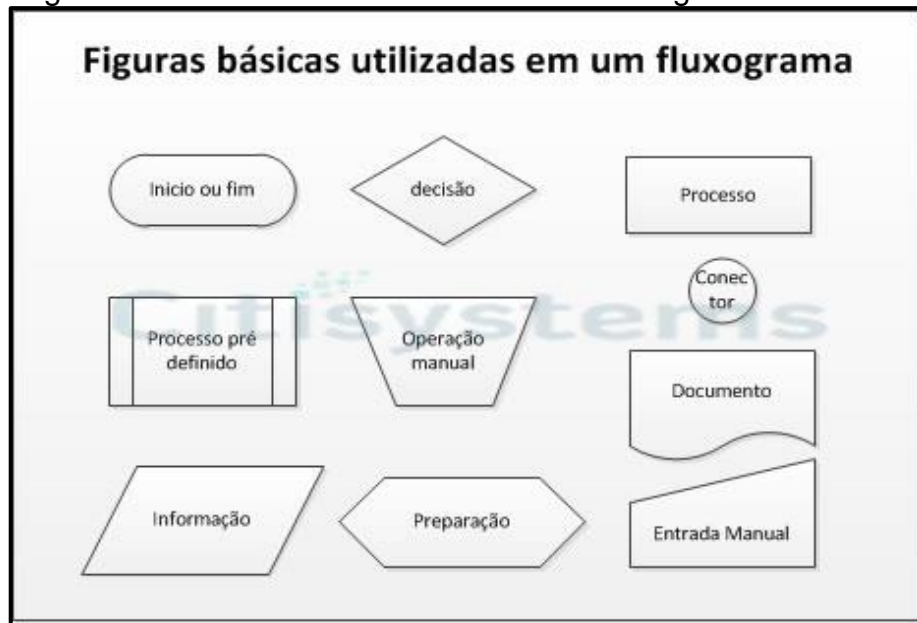 Figuras básicas utilizadas em um fluxograma
Inicio ou fim
decisão
Processo
Conec
tor
Processo pré
definido
Operação
manual
Documento
Informação
Preparação
Entrada Manual
Citisystems